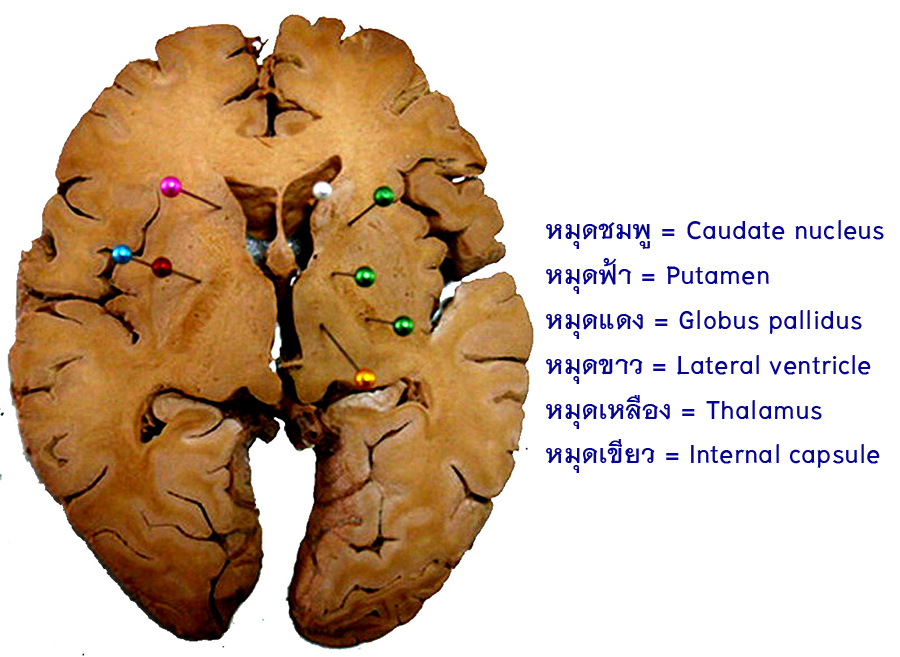 หมุดชมพู = Caudate nucleus
หมุดฟ้า = Putamen
หมุดแดง = Globus pallidus
หมุดขาว = Lateral ventricle
หมุดเหลือง = Thalamus
หมุดเขียว = Internal capsule